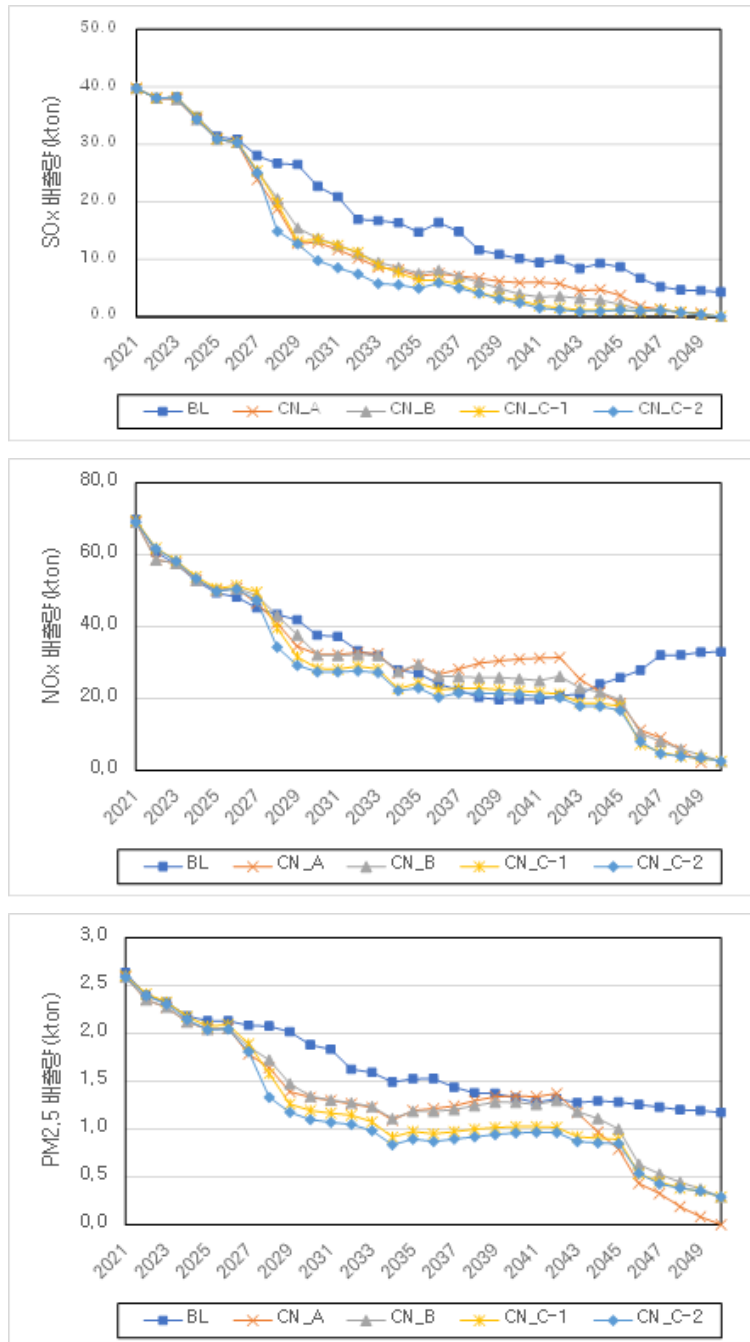 SOx 배출량 (kton)
50.0
40.0
30.0
20.0
10.0
0.0
2021 2023 2025 2027 2029 2031 2033 2035 2037 2039 2041 2043 2045 2047 2049
BL CN_A CN_B CN_C-1 CN_C-2
NOx 배출량 (kton)
80,0
60,0
40,0
20,0
0,0
2021 2023 2025 2027 2029 2031 2033 2035 2037 2039 2041 2043 2045 2047 2049
BL CN_A CN_B CN_C-1 CN_C-2
PM2,5 배출량 (kton)
3,0
2,5
2,0
1,5
1,0
0,5
0,0
2021 2023 2025 2027 2029 2031 2033 2035 2037 2039 2041 2043 2045 2047 2049
BL CN_A CN_B CN_C-1 CN_C-2